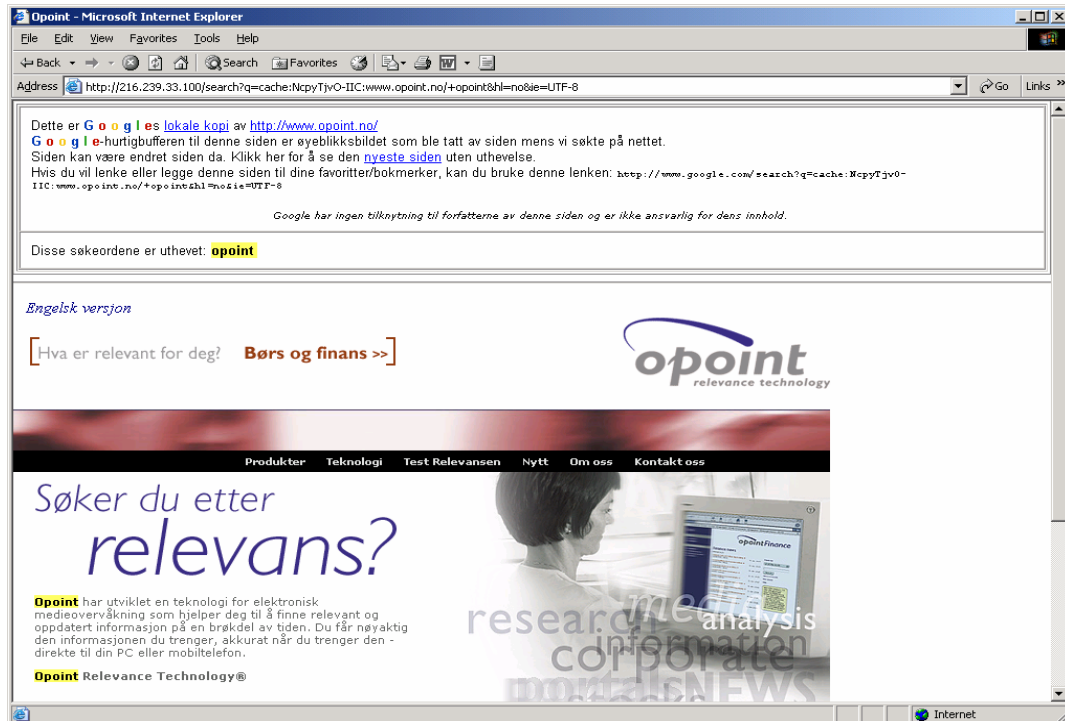 Opoint - Microsoft Internet Explorer
File Edit View Favorites Tools Help
Back Search Favorites
Address http://216.239.33.100/search?q=cache:NcpyTjvO-IIC:www.opoint.no/+opoint&hl=no&ie=UTF-8 Go Links »
Dette er Googles lokale kopi av http://www.opoint.no/
Google-hurtigbufferen til denne siden er øyeblikksbildet som ble tatt av siden mens vi søkte på nettet.
Siden kan være endret siden da. Klikk her for å se den nyeste siden uten uthevelse.
Hvis du vil lenke eller legge denne siden til dine favoritter/bokmerker, kan du bruke denne lenken: http://www.google.com/search?q=cache:NcpyTjvO-
IIC:www.opoint.no/+opoint&hl=no&ie=UTF-8
Google har ingen tilknytning til forfatterne av denne siden og er ikke ansvarlig for dens innhold.
Disse søkeordene er uthevet: opoint
Engelsk versjon
[Hva er relevant for deg? Børs og finans >>]
opoint
relevance technology
Produkter Teknologi Test Relevansen Nytt Om oss Kontakt oss
Søker du etter
relevans?
opointFinance
Opoint har utviklet en teknologi for elektronisk
medieovervåkning som hjelper deg til å finne relevant og
oppdatert informasjon på en brøkdel av tiden. Du får nøyaktig
den informasjonen du trenger, akkurat når du trenger den -
direkte til din PC eller mobiltelefon.
Opoint Relevance Technology®
media
research analysis
information
corporate
portals NEWS
stocks
Internet